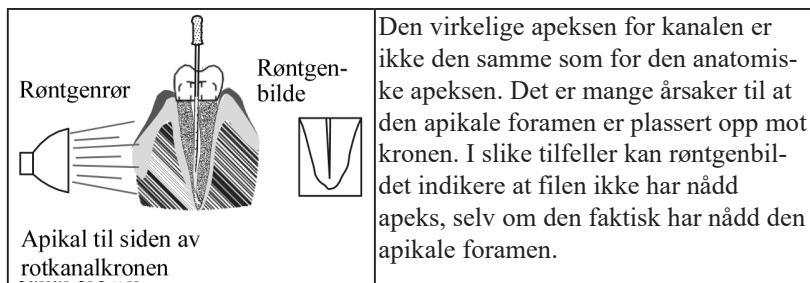 Røntgenrør
Røntgen-
bilde
Apikal til siden av
rotkanalkronen
Den virkelige apeksen for kanalen er
ikke den samme som for den anatomis-
ke apeksen. Det er mange årsaker til at
den apikale foramen er plassert opp mot
kronen. I slike tilfeller kan røntgenbil-
det indikere at filen ikke har nådd
apeks, selv om den faktisk har nådd den
apikale foramen.